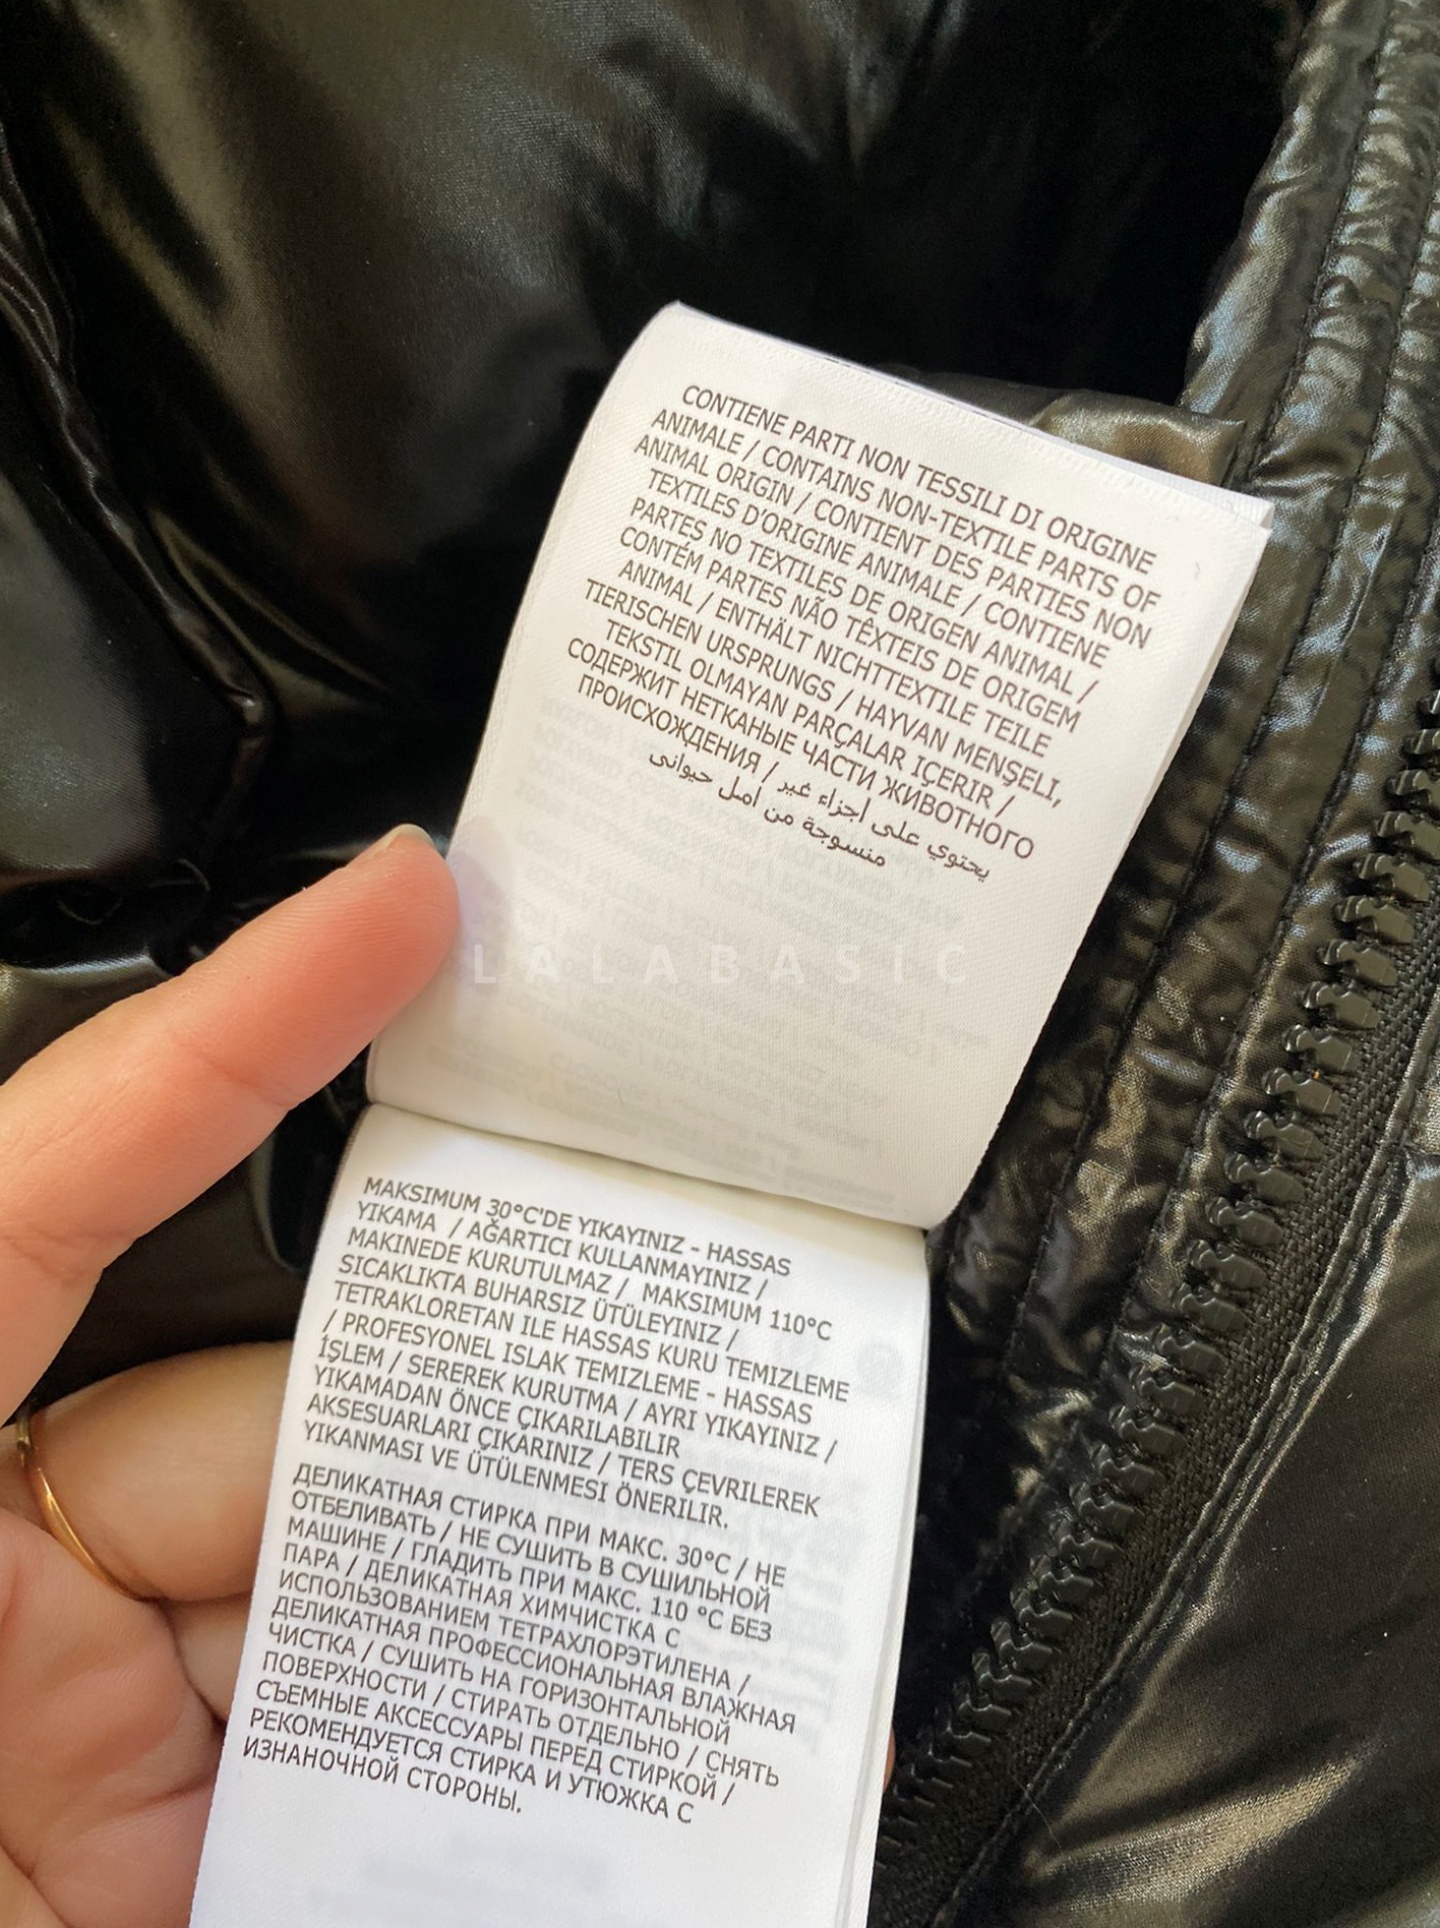 CONTIENE PARTI NON TESSILI DI ORIGINE
ANIMALE / CONTAINS NON-TEXTILE PARTS OF
ANIMAL ORIGIN / CONTIENT DES PARTIES NON
TEXTILES D'ORIGINE ANIMALE / CONTIENE
PARTES NO TEXTILES DE ORIGEN ANIMAL /
CONTÉM PARTES NÃO TÊXTEIS DE ORIGEM
ANIMAL / ENTHÄLT NICHTTEXTILE TEILE
TIERISCHEN URSPRUNGS / HAYVAN MENŞELI,
TEKSTIL OLMAYAN PARÇALAR IÇERIR /
СОДЕРЖИТ НЕТКАНЫЕ ЧАСТИ ЖИВОТНОГО
ПРОИСХОЖДЕНИЯ / يحتوي على أجزاء غير
منسوجة من أصل حيواني
LALABASIC
MAKSIMUM 30°C'DE YIKAYINIZ - HASSAS
YIKAMA / AĞARTICI KULLANMAYINIZ /
MAKINEDE KURUTULMAZ / MAKSIMUM 110°C
SICAKLIKTA BUHARSIZ ÜTÜLEYINIZ /
TETRAKLORETAN ILE HASSAS KURU TEMIZLEME
/ PROFESYONEL ISLAK TEMIZLEME - HASSAS
İŞLEM / SEREREK KURUTMA / AYRI YIKAYINIZ /
YIKAMADAN ÖNCE ÇIKARILABILIR
AKSESUARLARI ÇIKARINIZ / TERS ÇEVRILEREK
YIKANMASI VE ÜTÜLENMESI ÖNERILIR.
ДЕЛИКАТНАЯ СТИРКА ПРИ МАКС. 30°C / НЕ
ОТБЕЛИВАТЬ / НЕ СУШИТЬ В СУШИЛЬНОЙ
МАШИНЕ / ГЛАДИТЬ ПРИ МАКС. 110 °C БЕЗ
ПАРА / ДЕЛИКАТНАЯ ХИМЧИСТКА С
ИСПОЛЬЗОВАНИЕМ ТЕТРАХЛОРЭТИЛЕНА /
ДЕЛИКАТНАЯ ПРОФЕССИОНАЛЬНАЯ ВЛАЖНАЯ
ЧИСТКА / СУШИТЬ НА ГОРИЗОНТАЛЬНОЙ
ПОВЕРХНОСТИ / СТИРАТЬ ОТДЕЛЬНО / СНЯТЬ
СЪЕМНЫЕ АКСЕССУАРЫ ПЕРЕД СТИРКОЙ /
РЕКОМЕНДУЕТСЯ СТИРКА И УТЮЖКА С
ИЗНАНОЧНОЙ СТОРОНЫ.